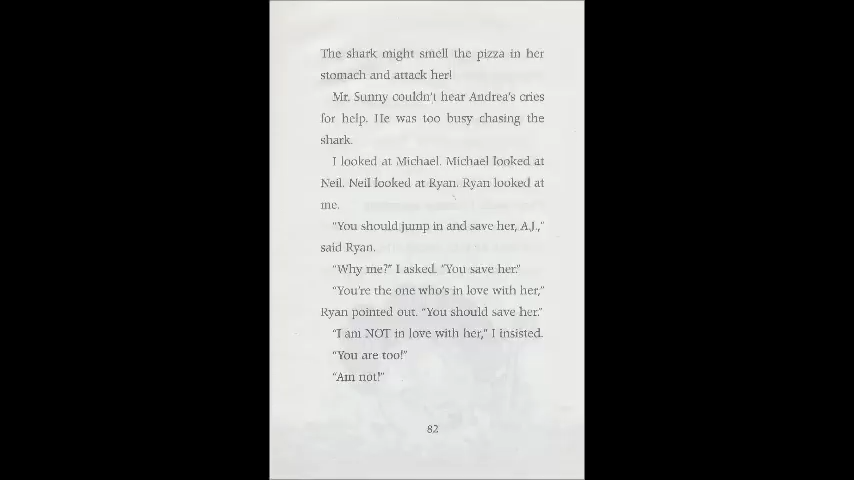 The shark might smell the pizza in her
stomach and attack her!
Mr. Sunny couldn't hear Andrea's cries
for help. He was too busy chasing the
shark.
I looked at Michael. Michael looked at
Neil. Neil looked at Ryan. Ryan looked at
me.
"You should jump in and save her, A.J.,"
said Ryan.
"Why me?" I asked. "You save her."
"You're the one who's in love with her,"
Ryan pointed out. "You should save her."
"I am NOT in love with her," I insisted.
"You are too!"
"Am not!"
82